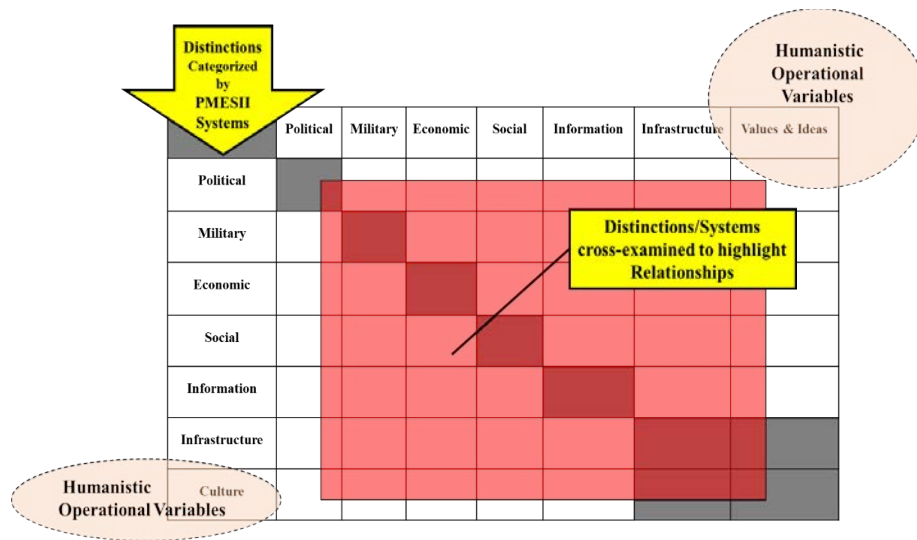 Distinctions
Categorized
by
PMESII
Systems
Humanistic
Operational
Variables
Political Military Economic Social Information Infrastructure Values & Ideas
Political
Military
Distinctions/Systems
cross-examined to highlight
Relationships
Economic
Social
Information
Infrastructure
Culture
Humanistic
Operational Variables